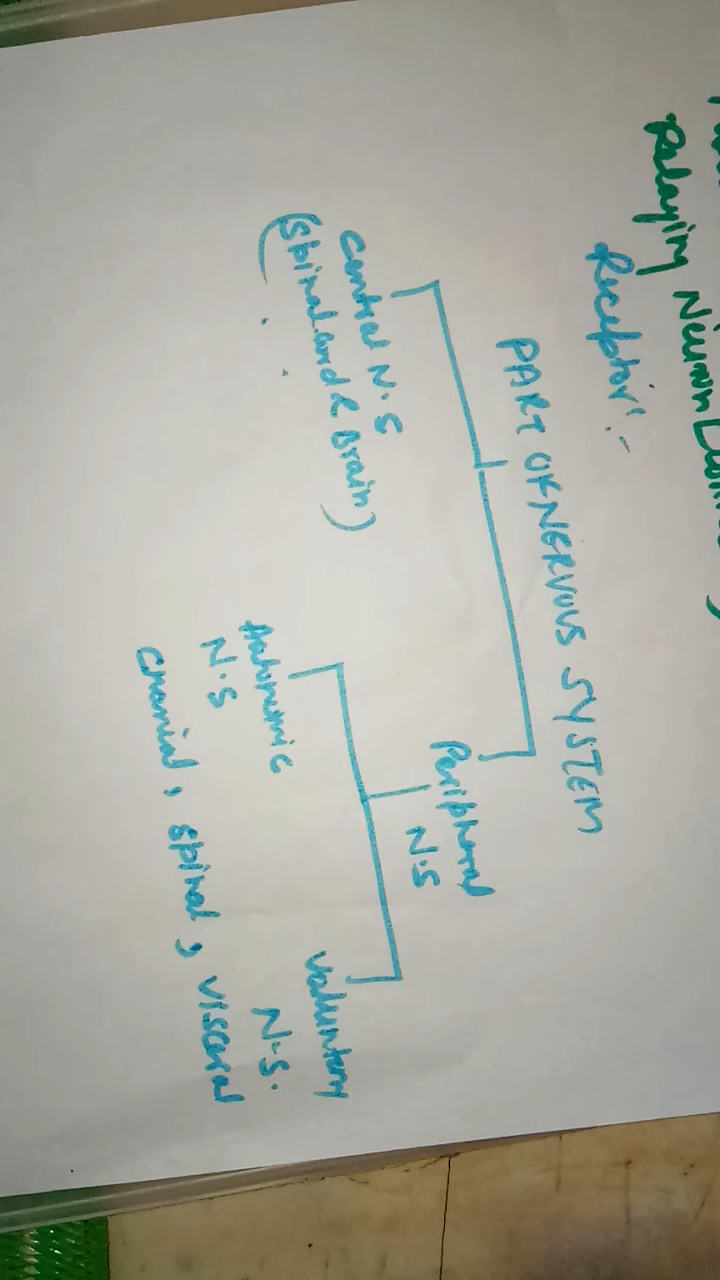 Relaying Neuron
Receptor:-
PART OF NERVOUS SYSTEM
Central N.S
(Spinal cord & Brain)
Peripheral
N.S
Autonomic
N.S
Voluntary
N.S.
Cranial, spinal, visceral